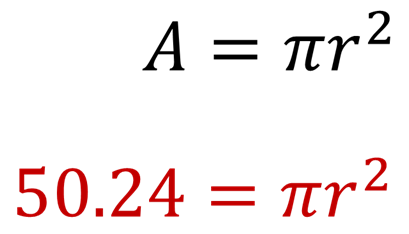 A = πr²
50.24 = πr²